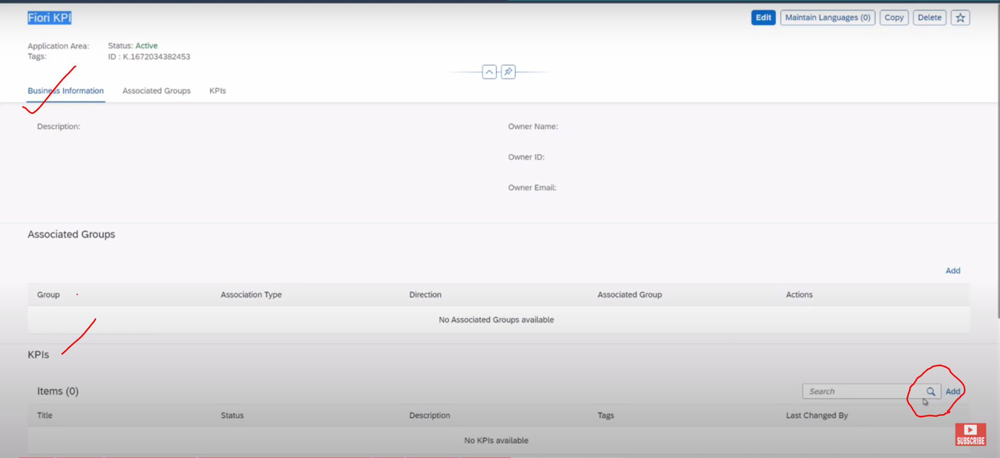 Fiori KPI
Edit Maintain Languages (0) Copy Delete
Application Area: Status: Active
Tags: ID : K.1672034382453
Business Information Associated Groups KPIs
Description: Owner Name:
Owner ID:
Owner Email:
Associated Groups
Add
Group Association Type Direction Associated Group Actions
No Associated Groups available
KPIs
Items (0) Search Add
Title Status Description Tags Last Changed By
No KPIs available
SUBSCRIBE